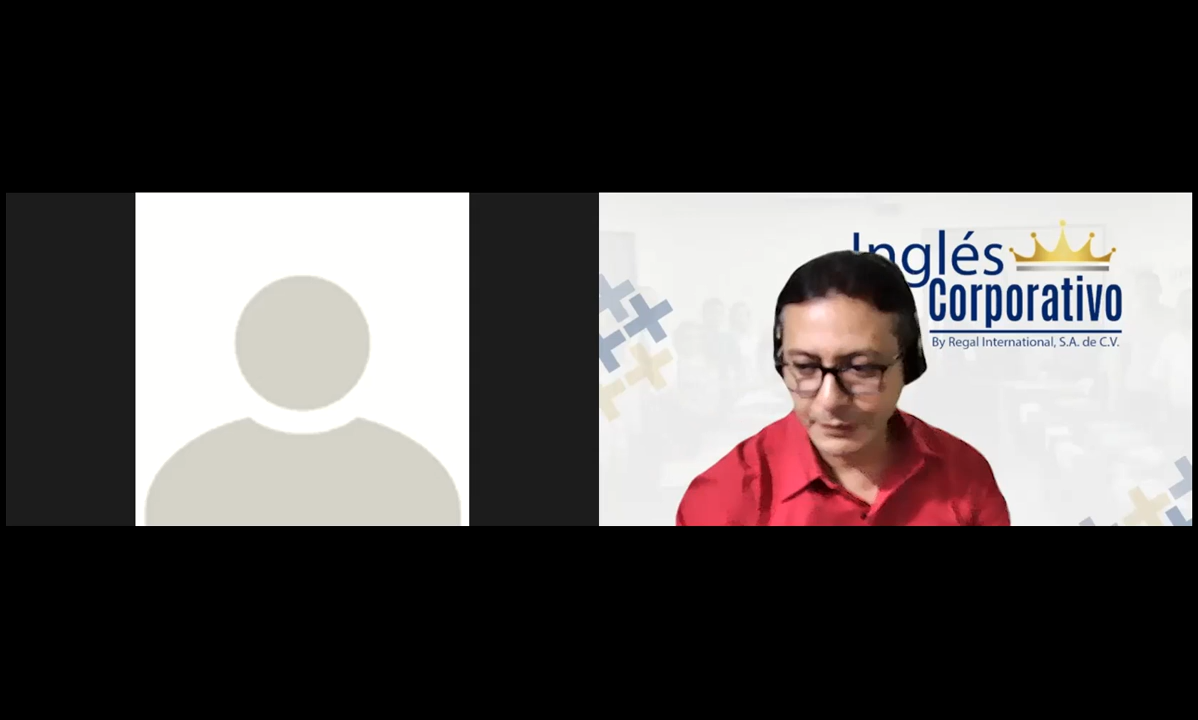 Inglés
Corporativo
By Regal International, S.A. de C.V.